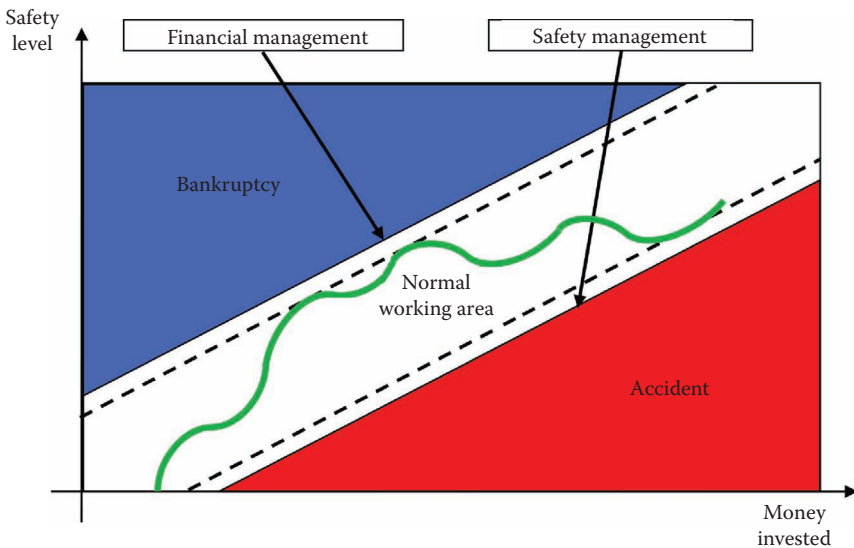 Safety
level
Financial management
Safety management
Bankruptcy
Normal
working area
Accident
Money
invested